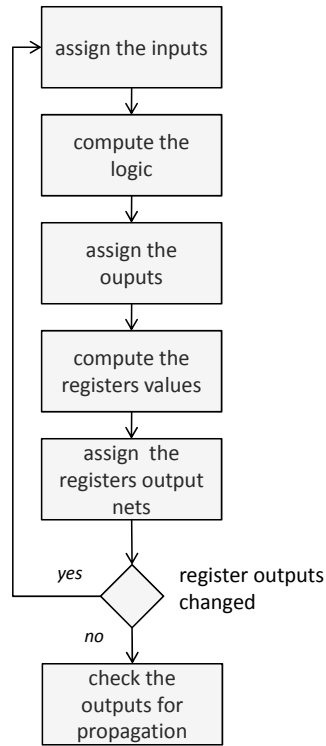 assign the inputs
compute the
logic
assign the
ouputs
compute the
registers values
assign the
registers output
nets
yes
register outputs
changed
no
check the
outputs for
propagation